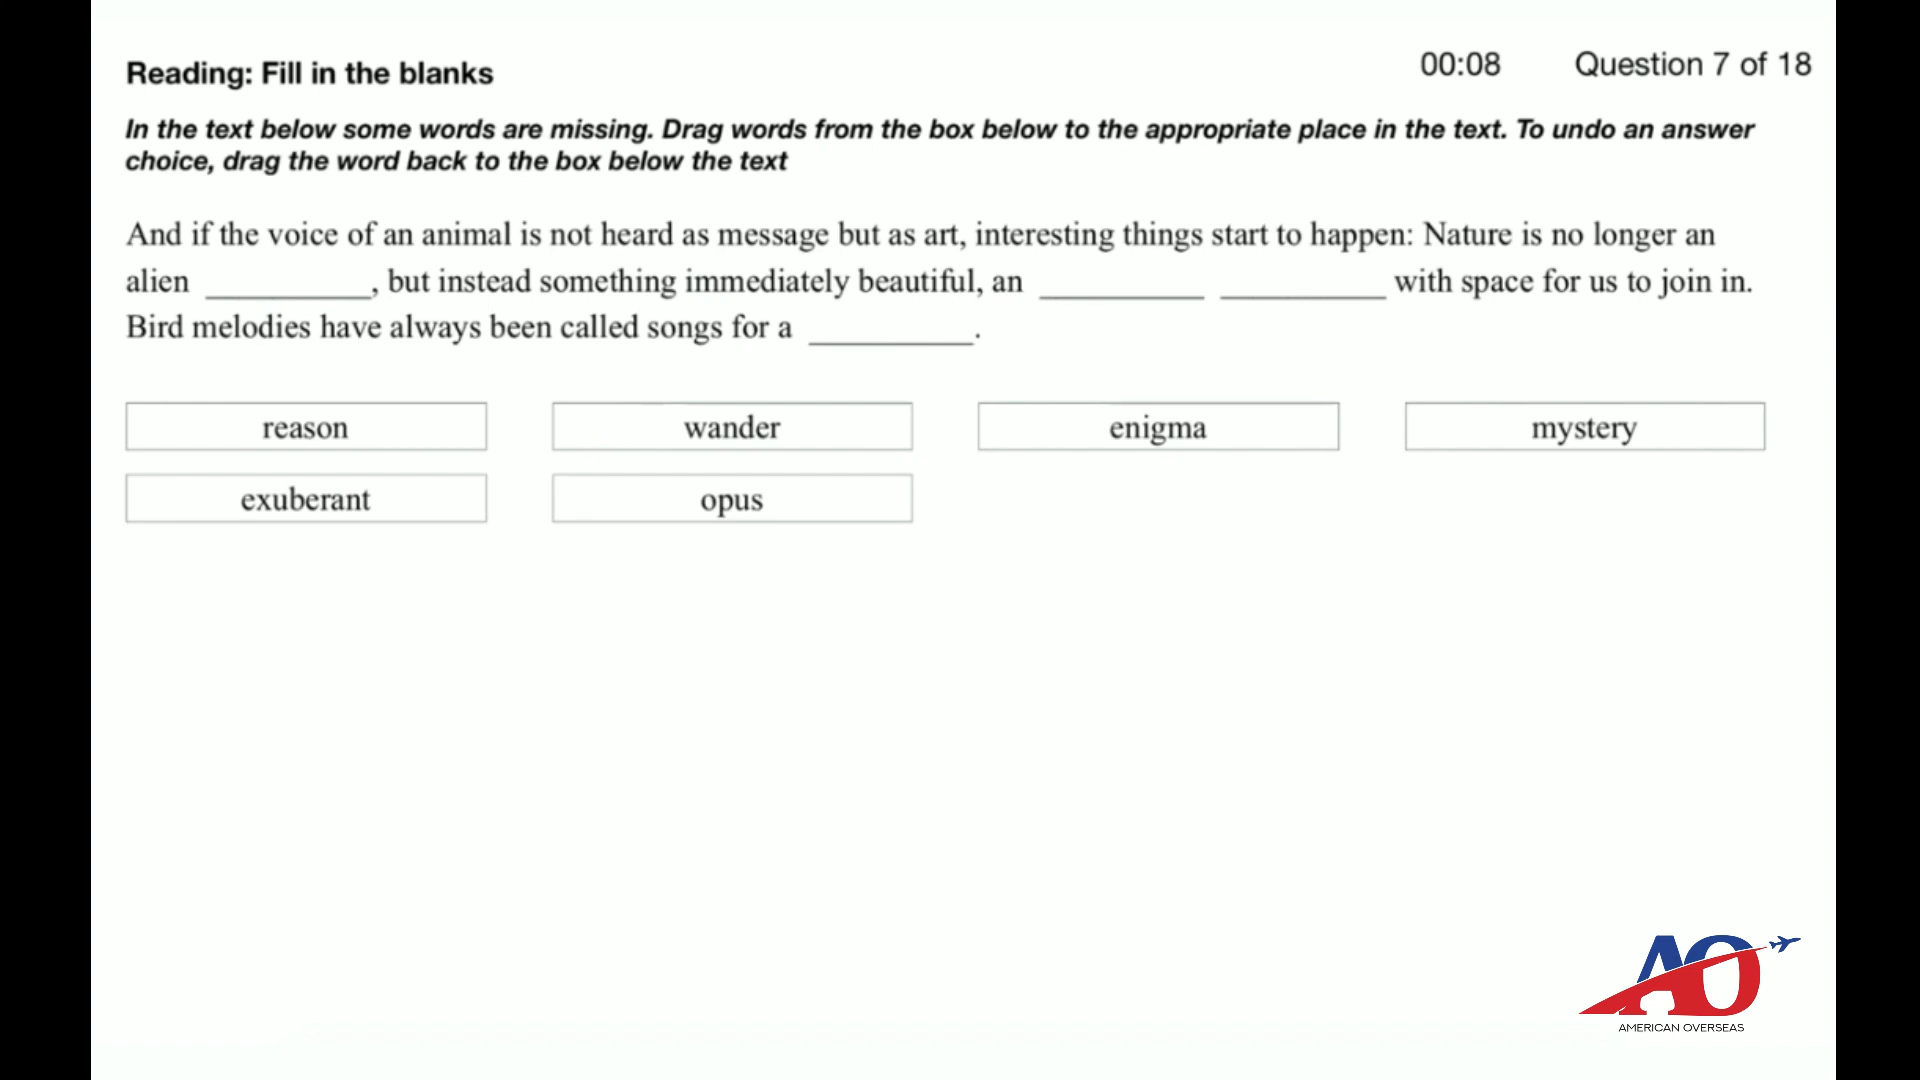 Reading: Fill in the blanks
00:08 Question 7 of 18
In the text below some words are missing. Drag words from the box below to the appropriate place in the text. To undo an answer
choice, drag the word back to the box below the text
And if the voice of an animal is not heard as message but as art, interesting things start to happen: Nature is no longer an
alien __________, but instead something immediately beautiful, an __________ __________ with space for us to join in.
Bird melodies have always been called songs for a __________.
reason wander enigma mystery
exuberant opus
AO
AMERICAN OVERSEAS